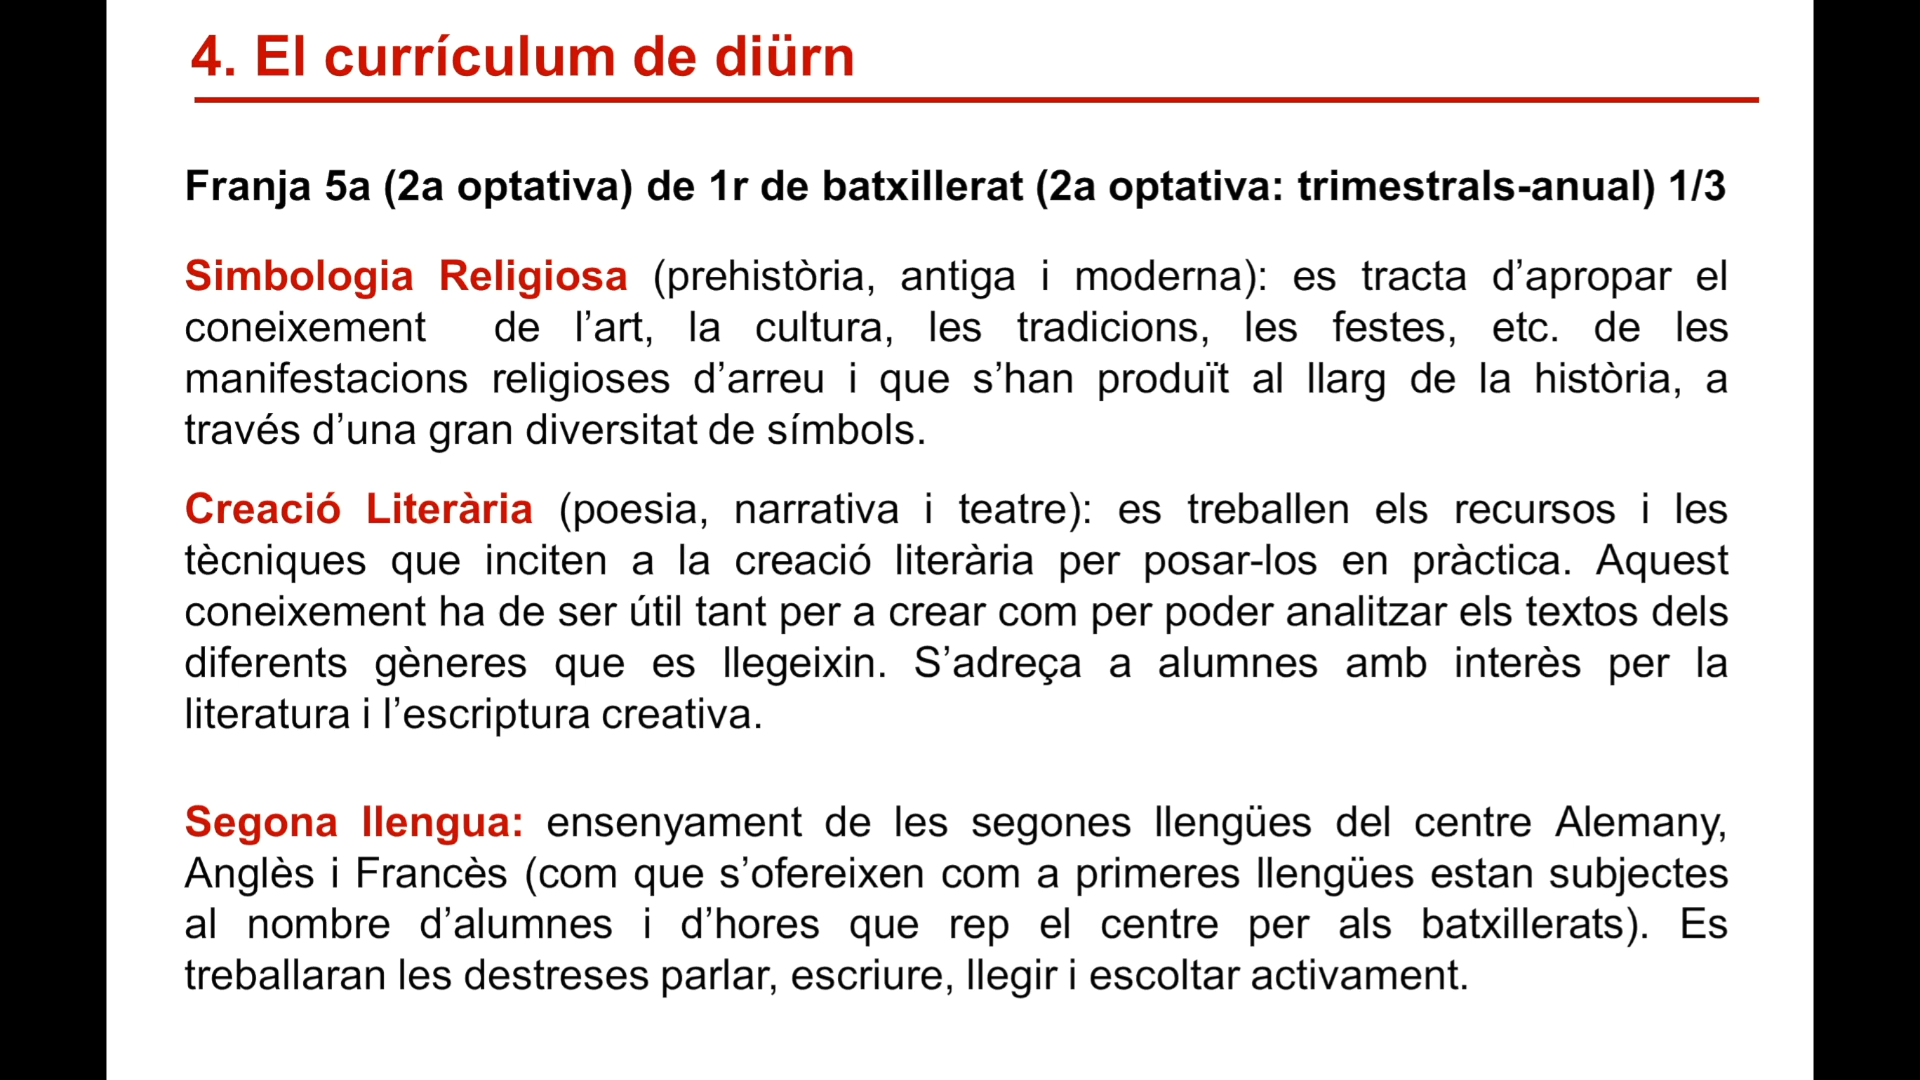 4. El currículum de diürn
Franja 5a (2a optativa) de 1r de batxillerat (2a optativa: trimestrals-anual) 1/3
Simbologia Religiosa (prehistòria, antiga i moderna): es tracta d’apropar el
coneixement de l’art, la cultura, les tradicions, les festes, etc. de les
manifestacions religioses d’arreu i que s’han produït al llarg de la història, a
través d’una gran diversitat de símbols.
Creació Literària (poesia, narrativa i teatre): es treballen els recursos i les
tècniques que inciten a la creació literària per posar-los en pràctica. Aquest
coneixement ha de ser útil tant per a crear com per poder analitzar els textos dels
diferents gèneres que es llegeixin. S’adreça a alumnes amb interès per la
literatura i l’escriptura creativa.
Segona llengua: ensenyament de les segones llengües del centre Alemany,
Anglès i Francès (com que s’ofereixen com a primeres llengües estan subjectes
al nombre d’alumnes i d’hores que rep el centre per als batxillerats). Es
treballaran les destreses parlar, escriure, llegir i escoltar activament.